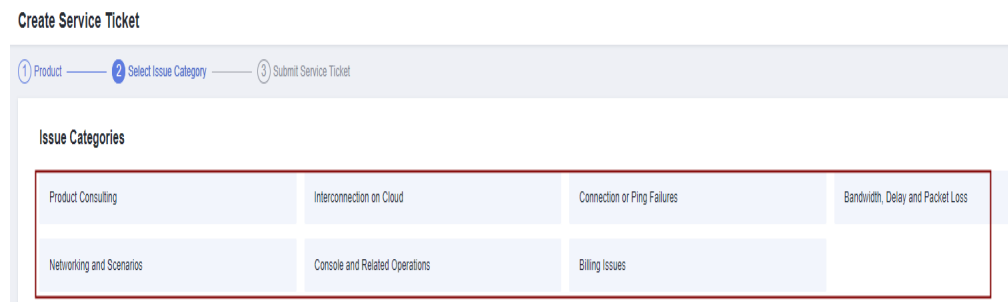 Create Service Ticket
1 Product 2 Select Issue Category 3 Submit Service Ticket
Issue Categories
Product Consulting Interconnection on Cloud Connection or Ping Failures Bandwidth, Delay and Packet Loss
Networking and Scenarios Console and Related Operations Billing Issues